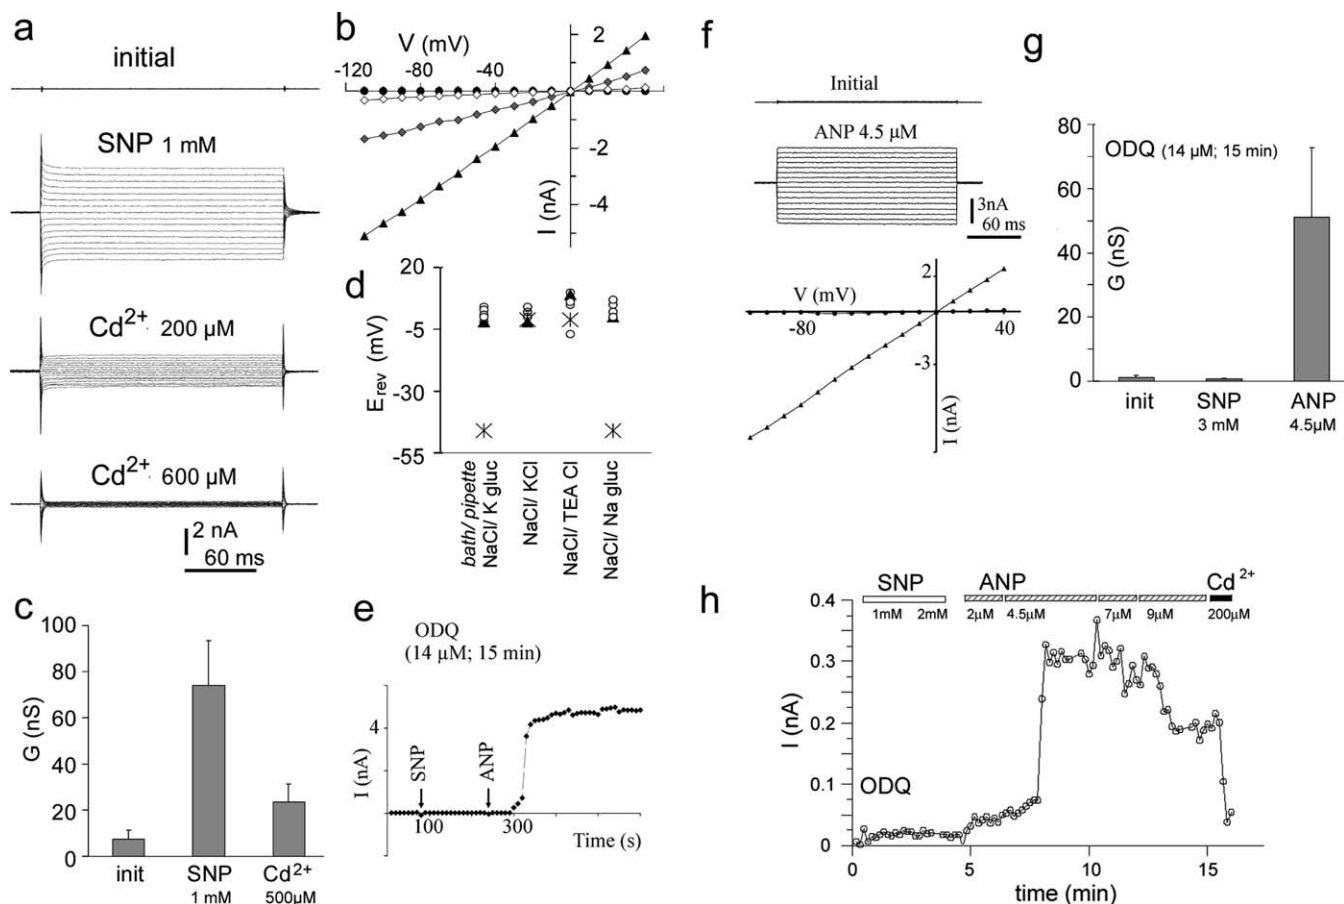 a
initial
SNP 1 mM
Cd2+ 200 µM
Cd2+ 600 µM
2 nA
60 ms
b
V (mV)
-120 -80 -40
2
-2
-4
I (nA)
c
G (nS)
100
80
60
40
20
0
init SNP Cd2+
1 mM 500µM
d
Erev (mV)
20
-5
-30
-55
bath/ pipette
NaCl/ K gluc
NaCl/ KCl
NaCl/ TEA Cl
NaCl/ Na gluc
e
ODQ
(14 µM; 15 min)
I (nA)
4
SNP
ANP
100 300
Time (s)
f
Initial
ANP 4.5 µM
3nA
60 ms
V (mV)
2
-80 40
-3
I (nA)
g
ODQ (14 µM; 15 min)
G (nS)
80
60
40
20
0
init SNP ANP
3 mM 4.5µM
h
SNP ANP Cd 2+
1mM 2mM 2µM 4.5µM 7µM 9µM 200µM
I (nA)
0.4
0.3
0.2
0.1
0
ODQ
0 5 10 15
time (min)